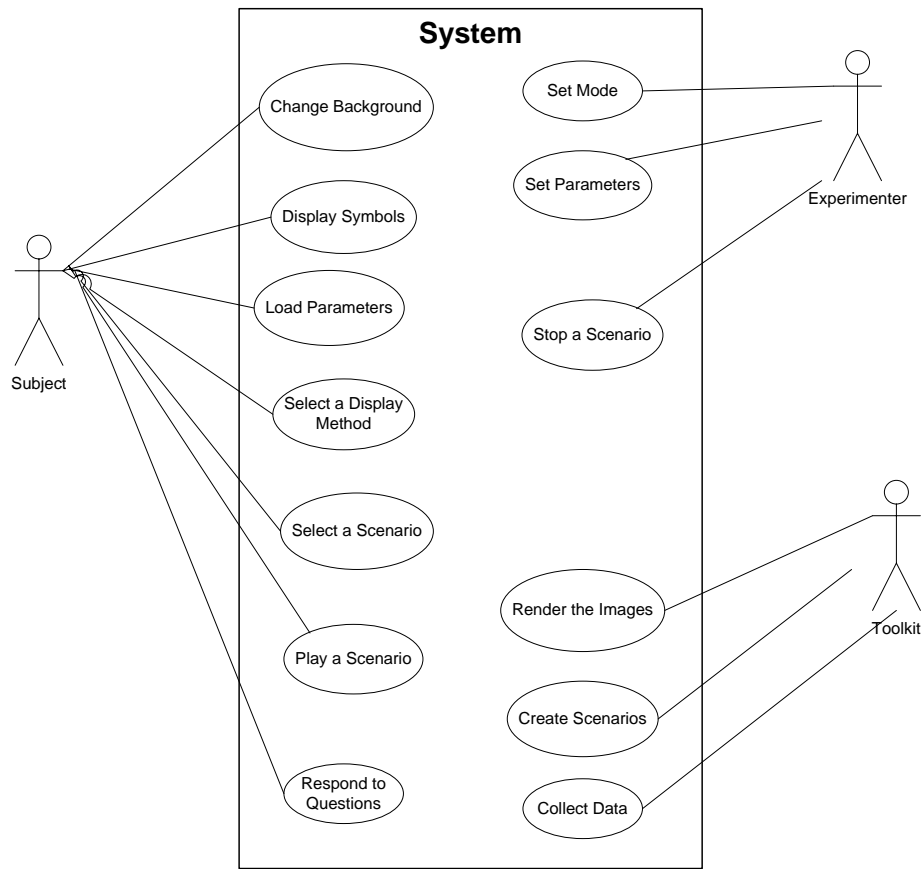 System
Change Background
Display Symbols
Load Parameters
Select a Display
Method
Select a Scenario
Play a Scenario
Respond to
Questions
Set Mode
Set Parameters
Stop a Scenario
Render the Images
Create Scenarios
Collect Data
Subject
Experimenter
Toolkit